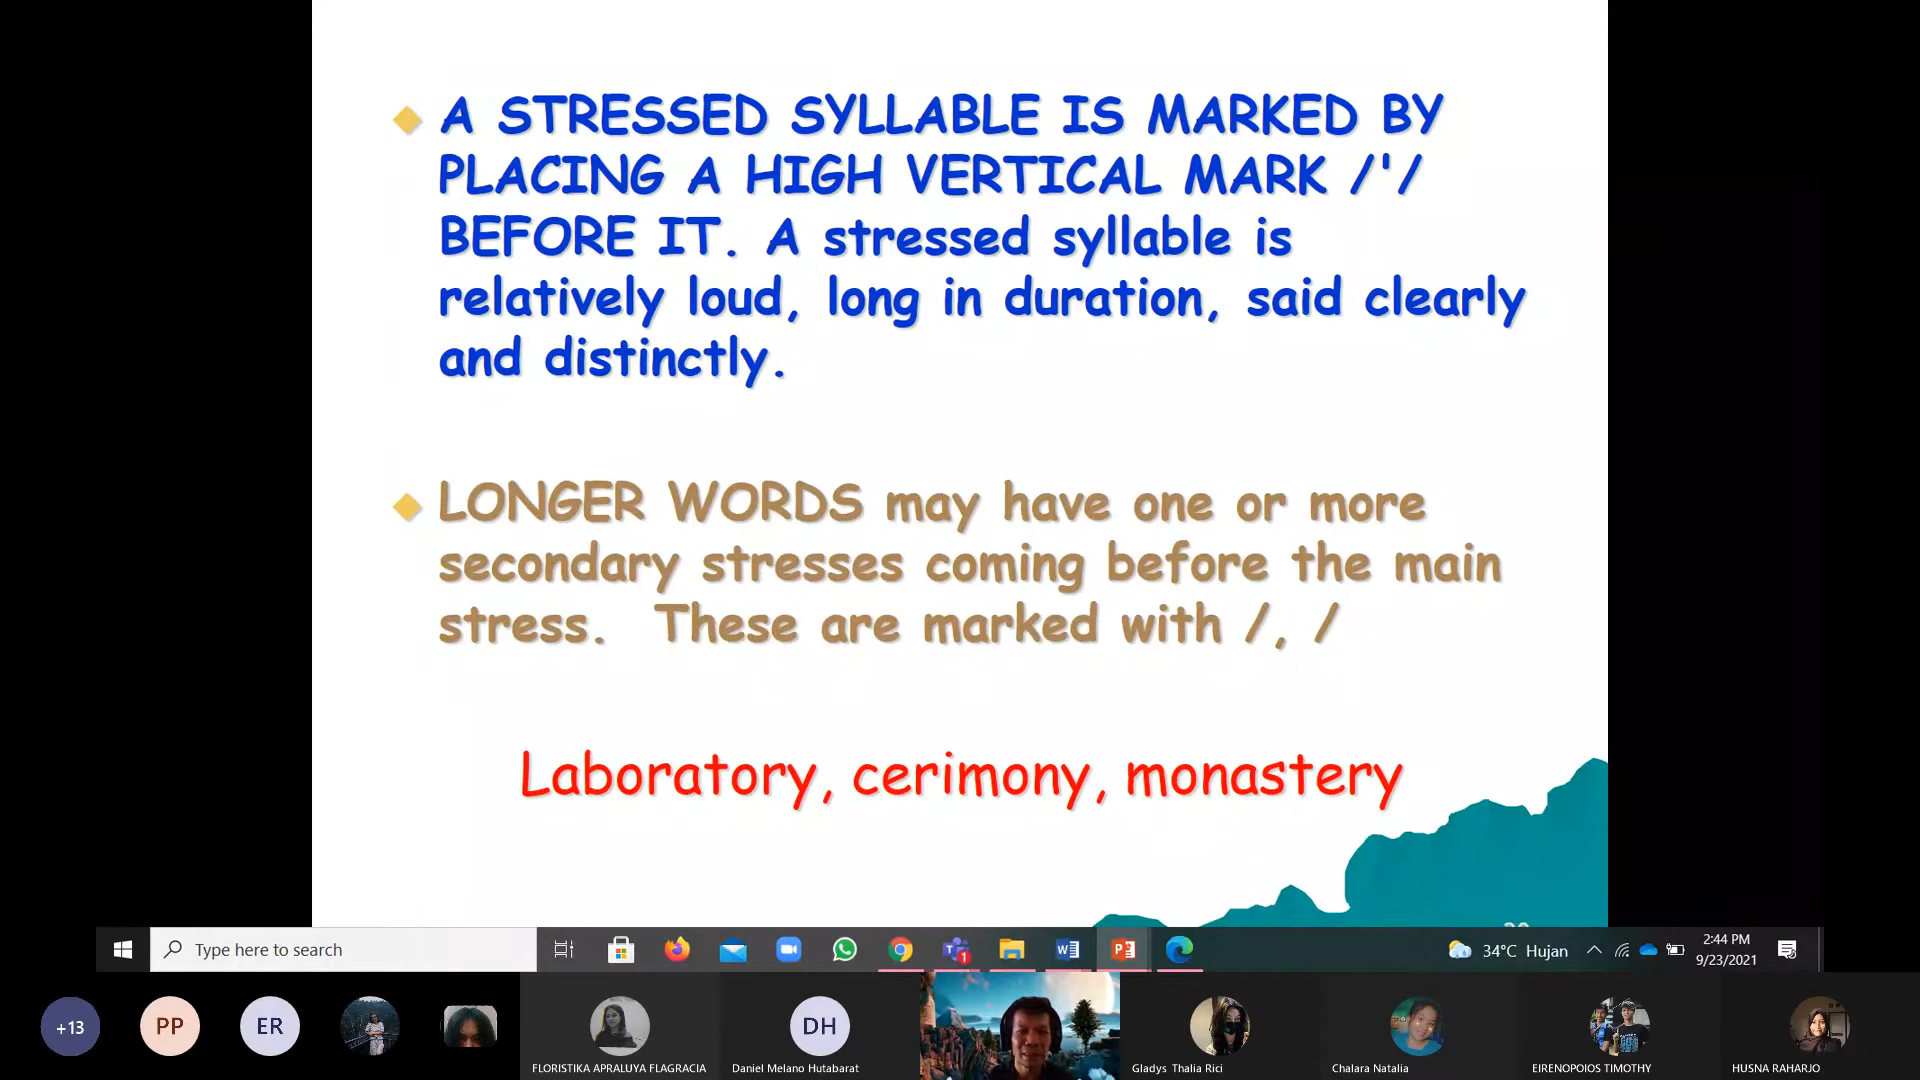 A STRESSED SYLLABLE IS MARKED BY
PLACING A HIGH VERTICAL MARK /'/
BEFORE IT. A stressed syllable is
relatively loud, long in duration, said clearly
and distinctly.
LONGER WORDS may have one or more
secondary stresses coming before the main
stress. These are marked with /, /
Laboratory, cerimony, monastery
Type here to search
1
34°C Hujan
2:44 PM
9/23/2021
+13
PP
ER
DH
FLORISTIKA APRALUYA FLAGRACIA
Daniel Melano Hutabarat
Gladys Thalia Rici
Chalara Natalia
EIRENOPOIOS TIMOTHY
HUSNA RAHARJO